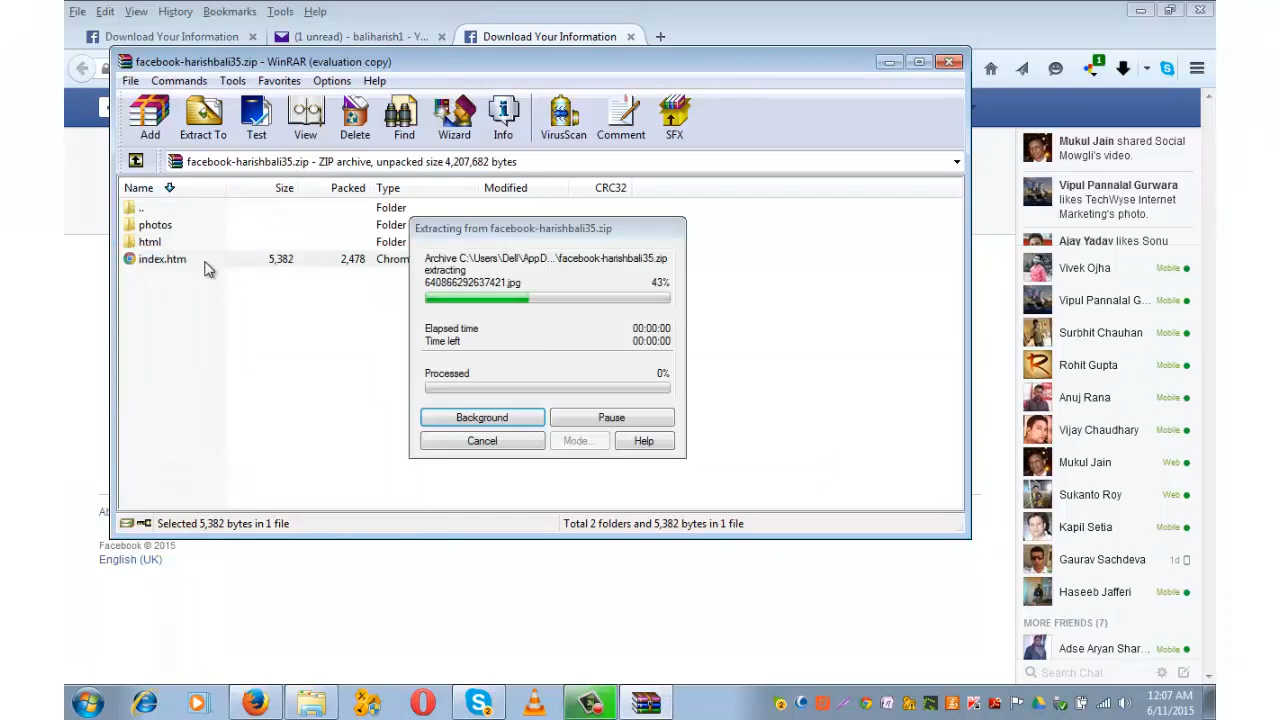 File Edit View History Bookmarks Tools Help
Download Your Information × (1 unread) - baliharish1 - Y... × Download Your Information × +
facebook-harishbali35.zip - WinRAR (evaluation copy)
File Commands Tools Favorites Options Help
Add Extract To Test View Delete Find Wizard Info VirusScan Comment SFX
facebook-harishbali35.zip - ZIP archive, unpacked size 4,207,682 bytes
Name Size Packed Type Modified CRC32
.. Folder
photos Folder
html Folder
index.htm 5,382 2,478 Chrom
Extracting from facebook-harishbali35.zip
Archive C:\Users\Dell\AppD...\facebook-harishbali35.zip
extracting
640866292637421.jpg 43%
Elapsed time 00:00:00
Time left 00:00:00
Processed 0%
Background Pause
Cancel Mode... Help
Selected 5,382 bytes in 1 file Total 2 folders and 5,382 bytes in 1 file
Ab
Facebook © 2015
English (UK)
1
Mukul Jain shared Social
Mowgli's video.
Vipul Pannalal Gurwara
likes TechWyse Internet
Marketing's photo.
Ajay Yadav likes Sonu
Vivek Ojha Mobile
Vipul Pannalal G... Mobile
Surbhit Chauhan Mobile
Rohit Gupta Mobile
Anuj Rana Mobile
Vijay Chaudhary Mobile
Mukul Jain Web
Sukanto Roy Web
Kapil Setia Mobile
Gaurav Sachdeva 1d
Haseeb Jafferi Mobile
MORE FRIENDS (7)
Adse Aryan Shar... Mobile
Search Chat
12:07 AM
6/11/2015